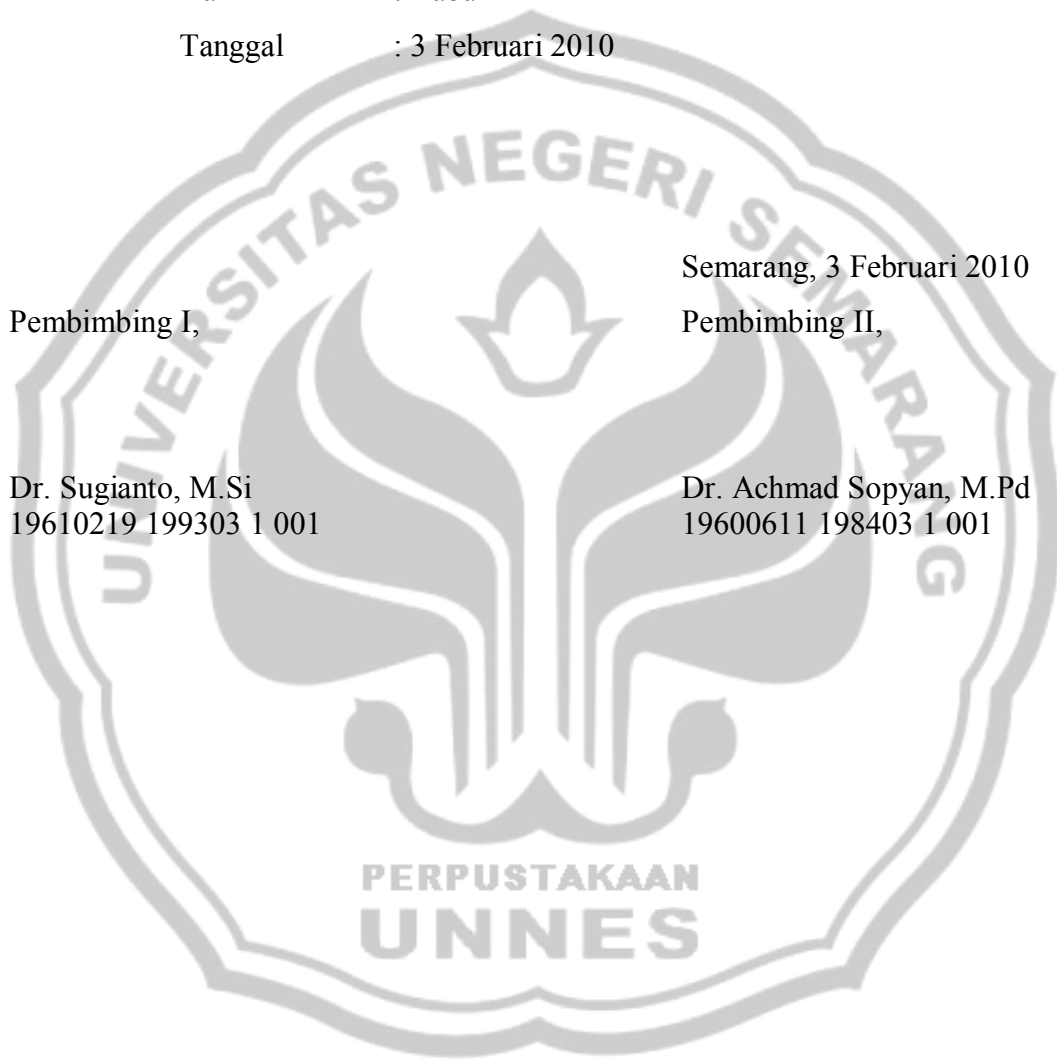 Tanggal : 3 Februari 2010
UNIVERSITAS NEGERI SEMARANG
Semarang, 3 Februari 2010
Pembimbing I, Pembimbing II,
Dr. Sugianto, M.Si Dr. Achmad Sopyan, M.Pd
19610219 199303 1 001 19600611 198403 1 001
PERPUSTAKAAN
UNNES